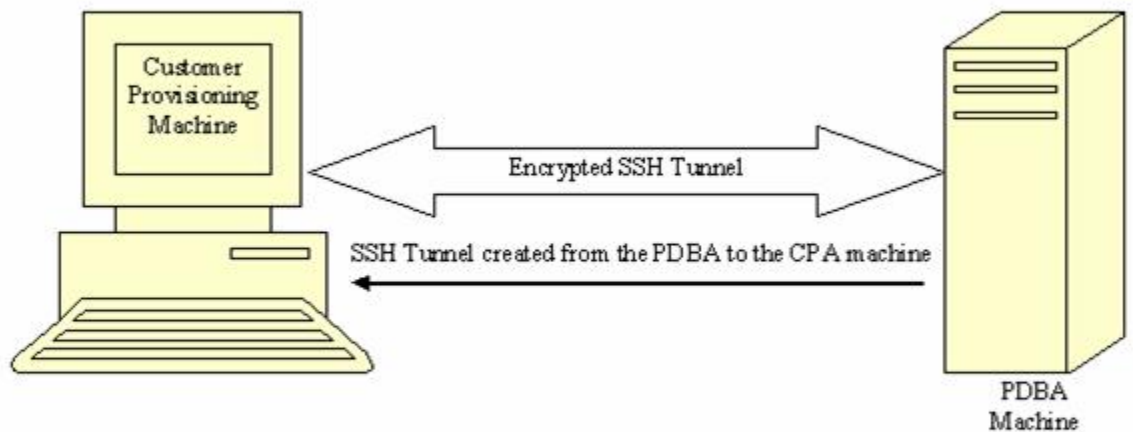 Customer
Provisioning
Machine
Encrypted SSH Tunnel
SSH Tunnel created from the PDBA to the CPA machine
PDBA
Machine